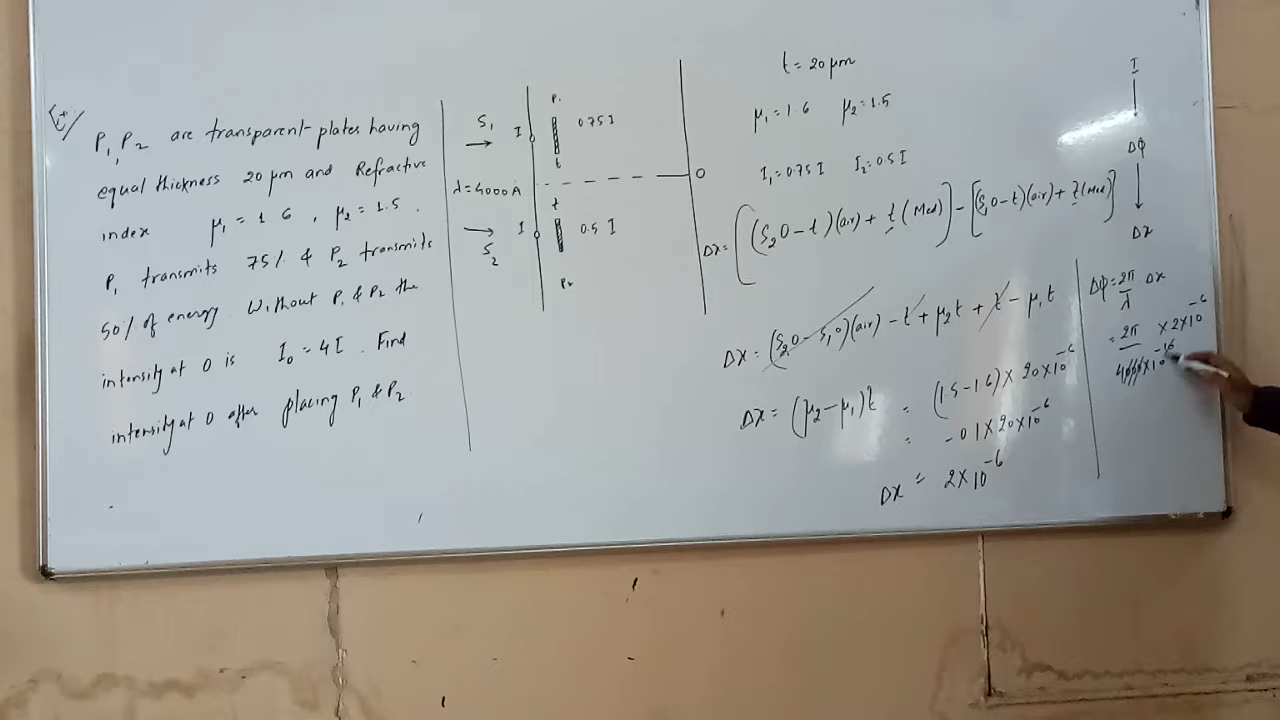 P₁, P₂ are transparent plates having
equal thickness 20 μm and Refractive
index μ₁ = 1.6 , μ₂ = 1.5 .
P₁ transmits 75% & P₂ transmits
50% of energy. Without P₁ & P₂ the
intensity at O is I₀ = 4I . Find
intensity at O after placing P₁ & P₂.
S₁
I
P₁
t
0.75 I
λ = 4000 A
O
S₂
I
t
0.5 I
P₂
t = 20 μm
μ₁ = 1.6 μ₂ = 1.5
I₁ = 0.75 I I₂ = 0.5 I
Δx = [(S₂O - t)(air) + t (Med)] - [(S₁O - t)(air) + t (Med)]
Δx = (S₂O - S₁O)(air) - t + μ₂t + t - μ₁t
Δx = (μ₂ - μ₁)t = (1.5 - 1.6) × 20 × 10⁻⁶
= -0.1 × 20 × 10⁻⁶
Δx = 2 × 10⁻⁶
I
Δφ
Δx
Δφ = 2π/λ Δx
= 2π × 2 × 10⁻⁶